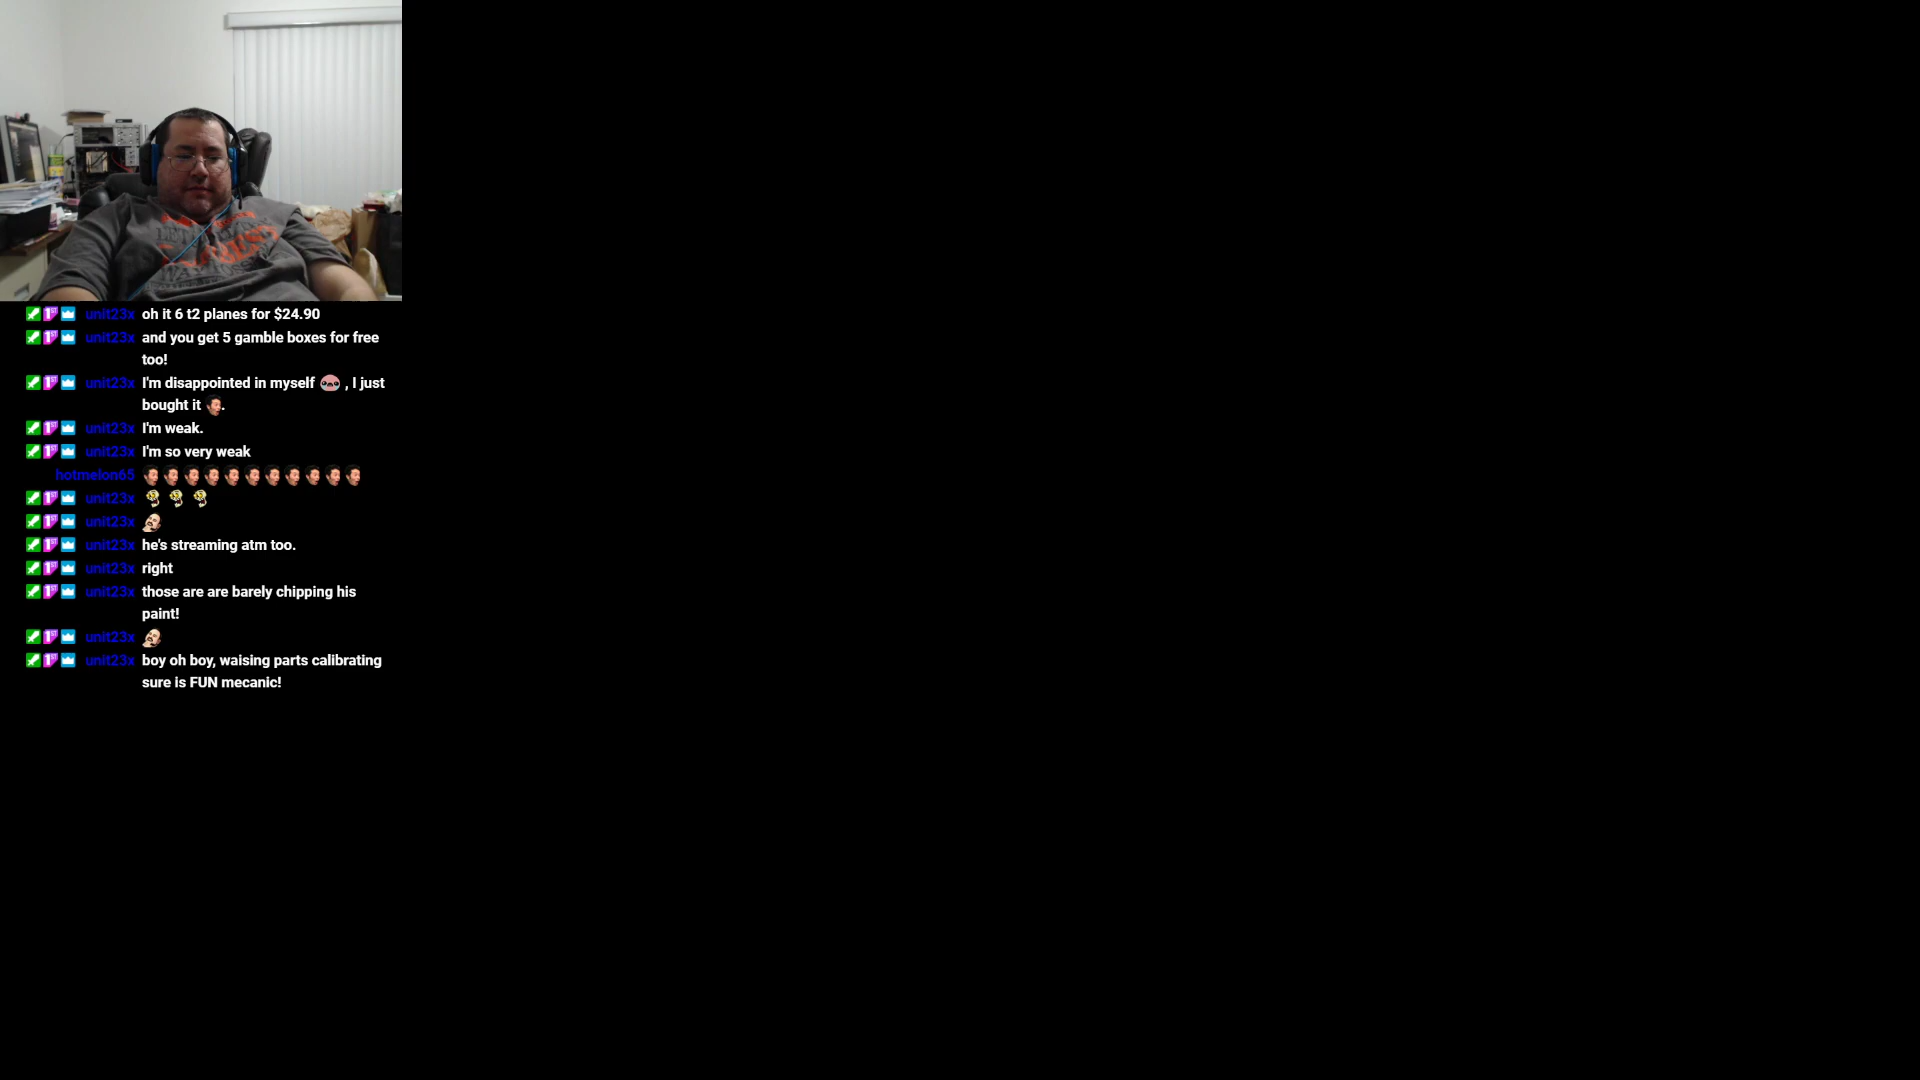 unit23x oh it 6 t2 planes for $24.90
unit23x and you get 5 gamble boxes for free
too!
unit23x I'm disappointed in myself , I just
bought it .
unit23x I'm weak.
unit23x I'm so very weak
hotmelon65
unit23x
unit23x
unit23x he's streaming atm too.
unit23x right
unit23x those are are barely chipping his
paint!
unit23x
unit23x boy oh boy, waising parts calibrating
sure is FUN mecanic!